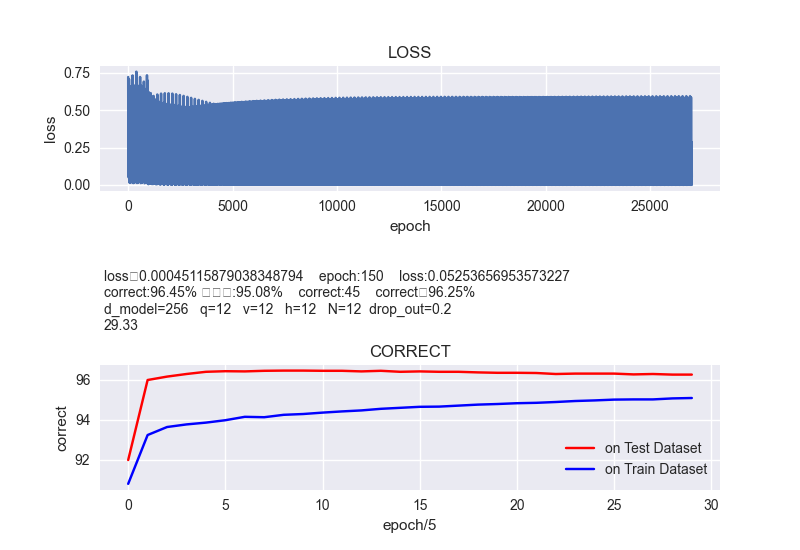 LOSS
0.75
0.50
0.25
0.00
loss
0 5000 10000 15000 20000 25000
epoch
loss□0.00045115879038348794 epoch:150 loss:0.05253656953573227
correct:96.45% □□□:95.08% correct:45 correct□96.25%
d_model=256 q=12 v=12 h=12 N=12 drop_out=0.2
29.33
CORRECT
96
94
92
correct
on Test Dataset
on Train Dataset
0 5 10 15 20 25 30
epoch/5